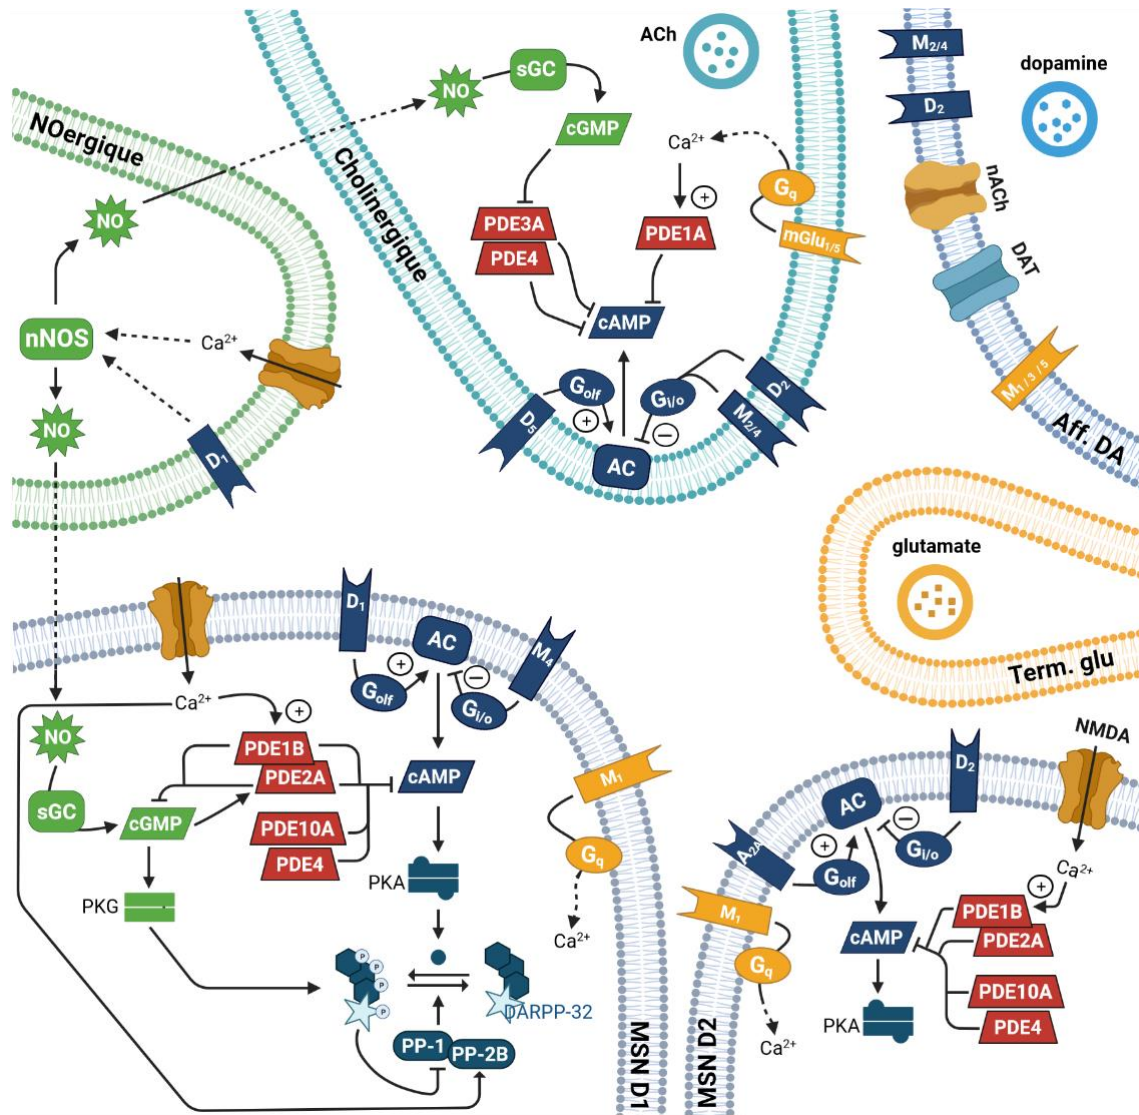 NOergique
NO
nNOS
Ca²⁺
NO
D₁
Cholinergique
NO
sGC
cGMP
ACh
Ca²⁺
+
Gq
mGlu₁/₅
PDE3A
PDE4
PDE1A
cAMP
Golf
Gi/o
D₂
D₅
+
−
M₂/₄
AC
M₂/₄
dopamine
D₂
nACh
DAT
M₁/₃/₅
Aff. DA
glutamate
Term. glu
D₁
AC
M₄
+
−
Golf
Gi/o
Ca²⁺
+
NO
PDE1B
PDE2A
cAMP
sGC
cGMP
PDE10A
PDE4
PKG
PKA
M₁
Gq
Ca²⁺
P
P
P
P
DARPP-32
PP-1
PP-2B
MSN D1
NMDA
D₂
AC
A₂A
+
−
Golf
Gi/o
Ca²⁺
+
M₁
Gq
Ca²⁺
cAMP
PDE1B
PDE2A
PDE10A
PDE4
PKA
MSN D2